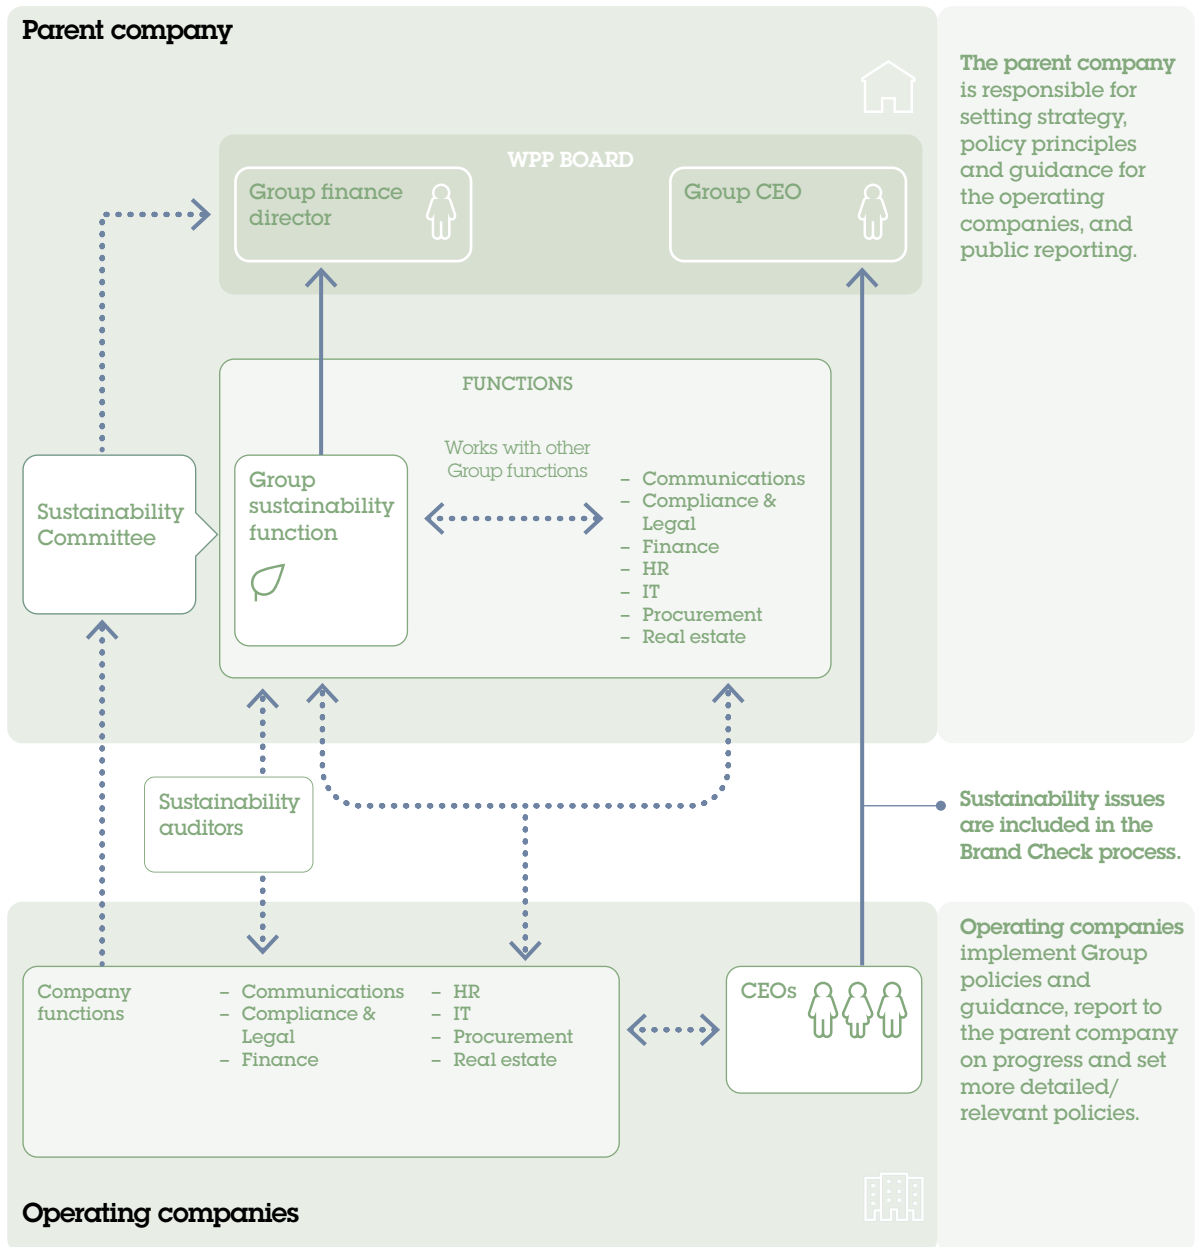 Parent company
The parent company
is responsible for
setting strategy,
policy principles
and guidance for
the operating
companies, and
public reporting.
WPP BOARD
Group finance
director
Group CEO
FUNCTIONS
Works with other
Group functions
Sustainability
Committee
Group
sustainability
function
– Communications
– Compliance &
Legal
– Finance
– HR
– IT
– Procurement
– Real estate
Sustainability
auditors
Sustainability issues
are included in the
Brand Check process.
Company
functions
– Communications
– Compliance &
Legal
– Finance
– HR
– IT
– Procurement
– Real estate
CEOs
Operating companies
implement Group
policies and
guidance, report to
the parent company
on progress and set
more detailed/
relevant policies.
Operating companies